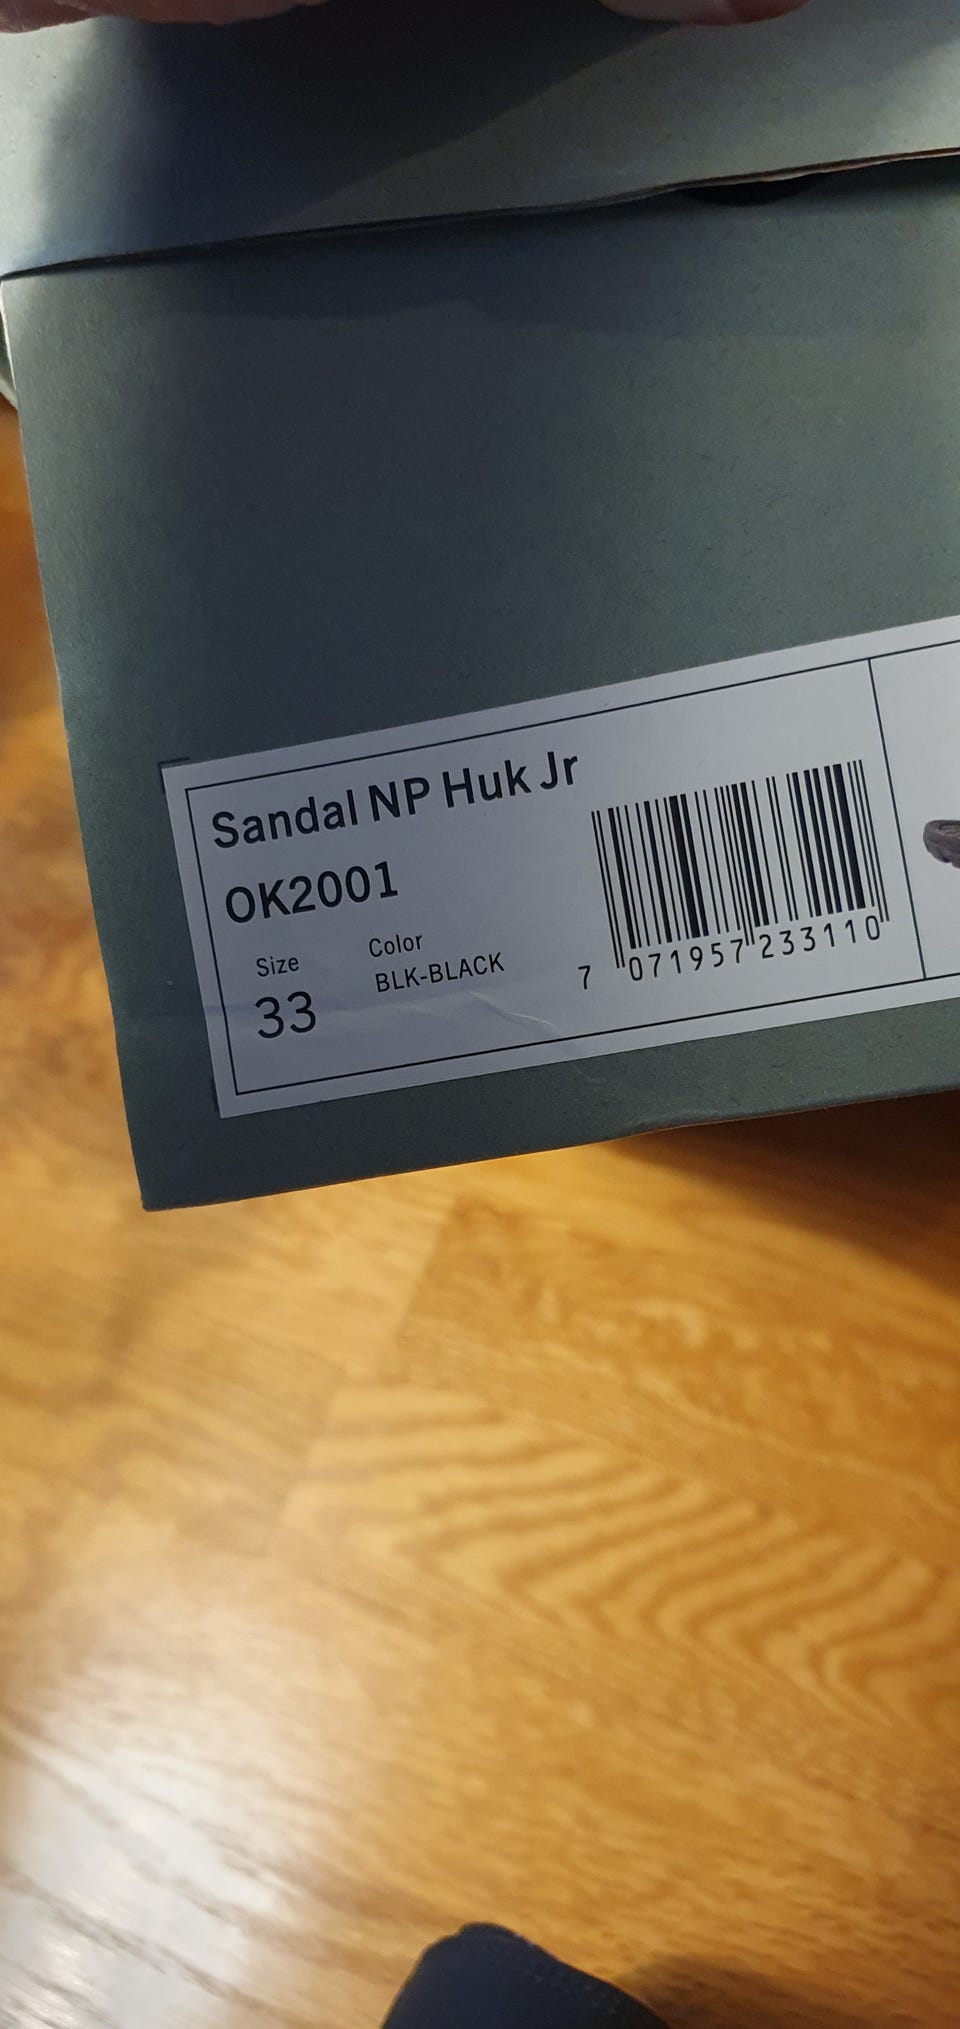 Sandal NP Huk Jr
OK2001
Size
33
Color
BLK-BLACK
7 071957 233110